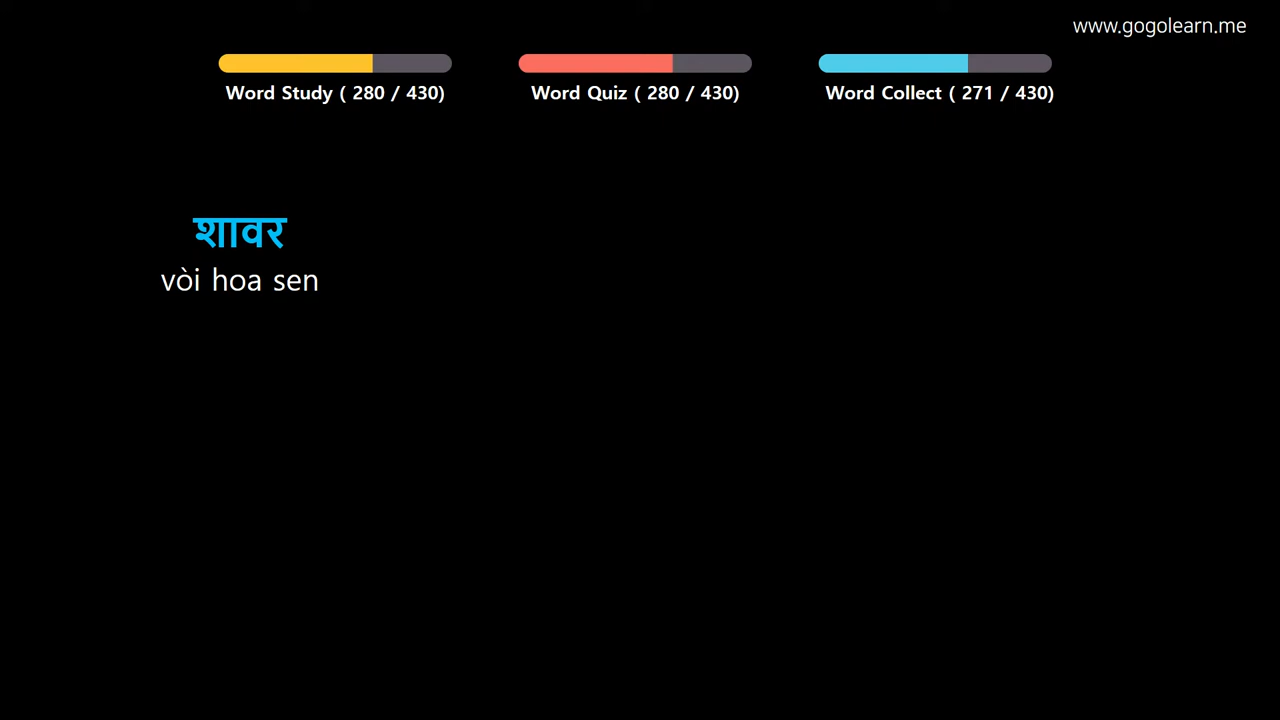 www.gogolearn.me
Word Study ( 280 / 430)
Word Quiz ( 280 / 430)
Word Collect ( 271 / 430)
शावर
vòi hoa sen